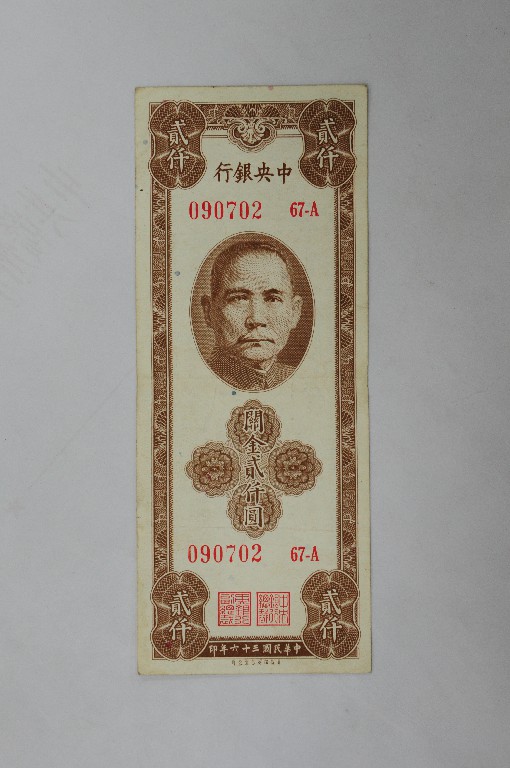 貳仟 貳仟
中央銀行
090702 67-A
關金貳仟圓
090702 67-A
貳仟 貳仟
中華民國三十六年印